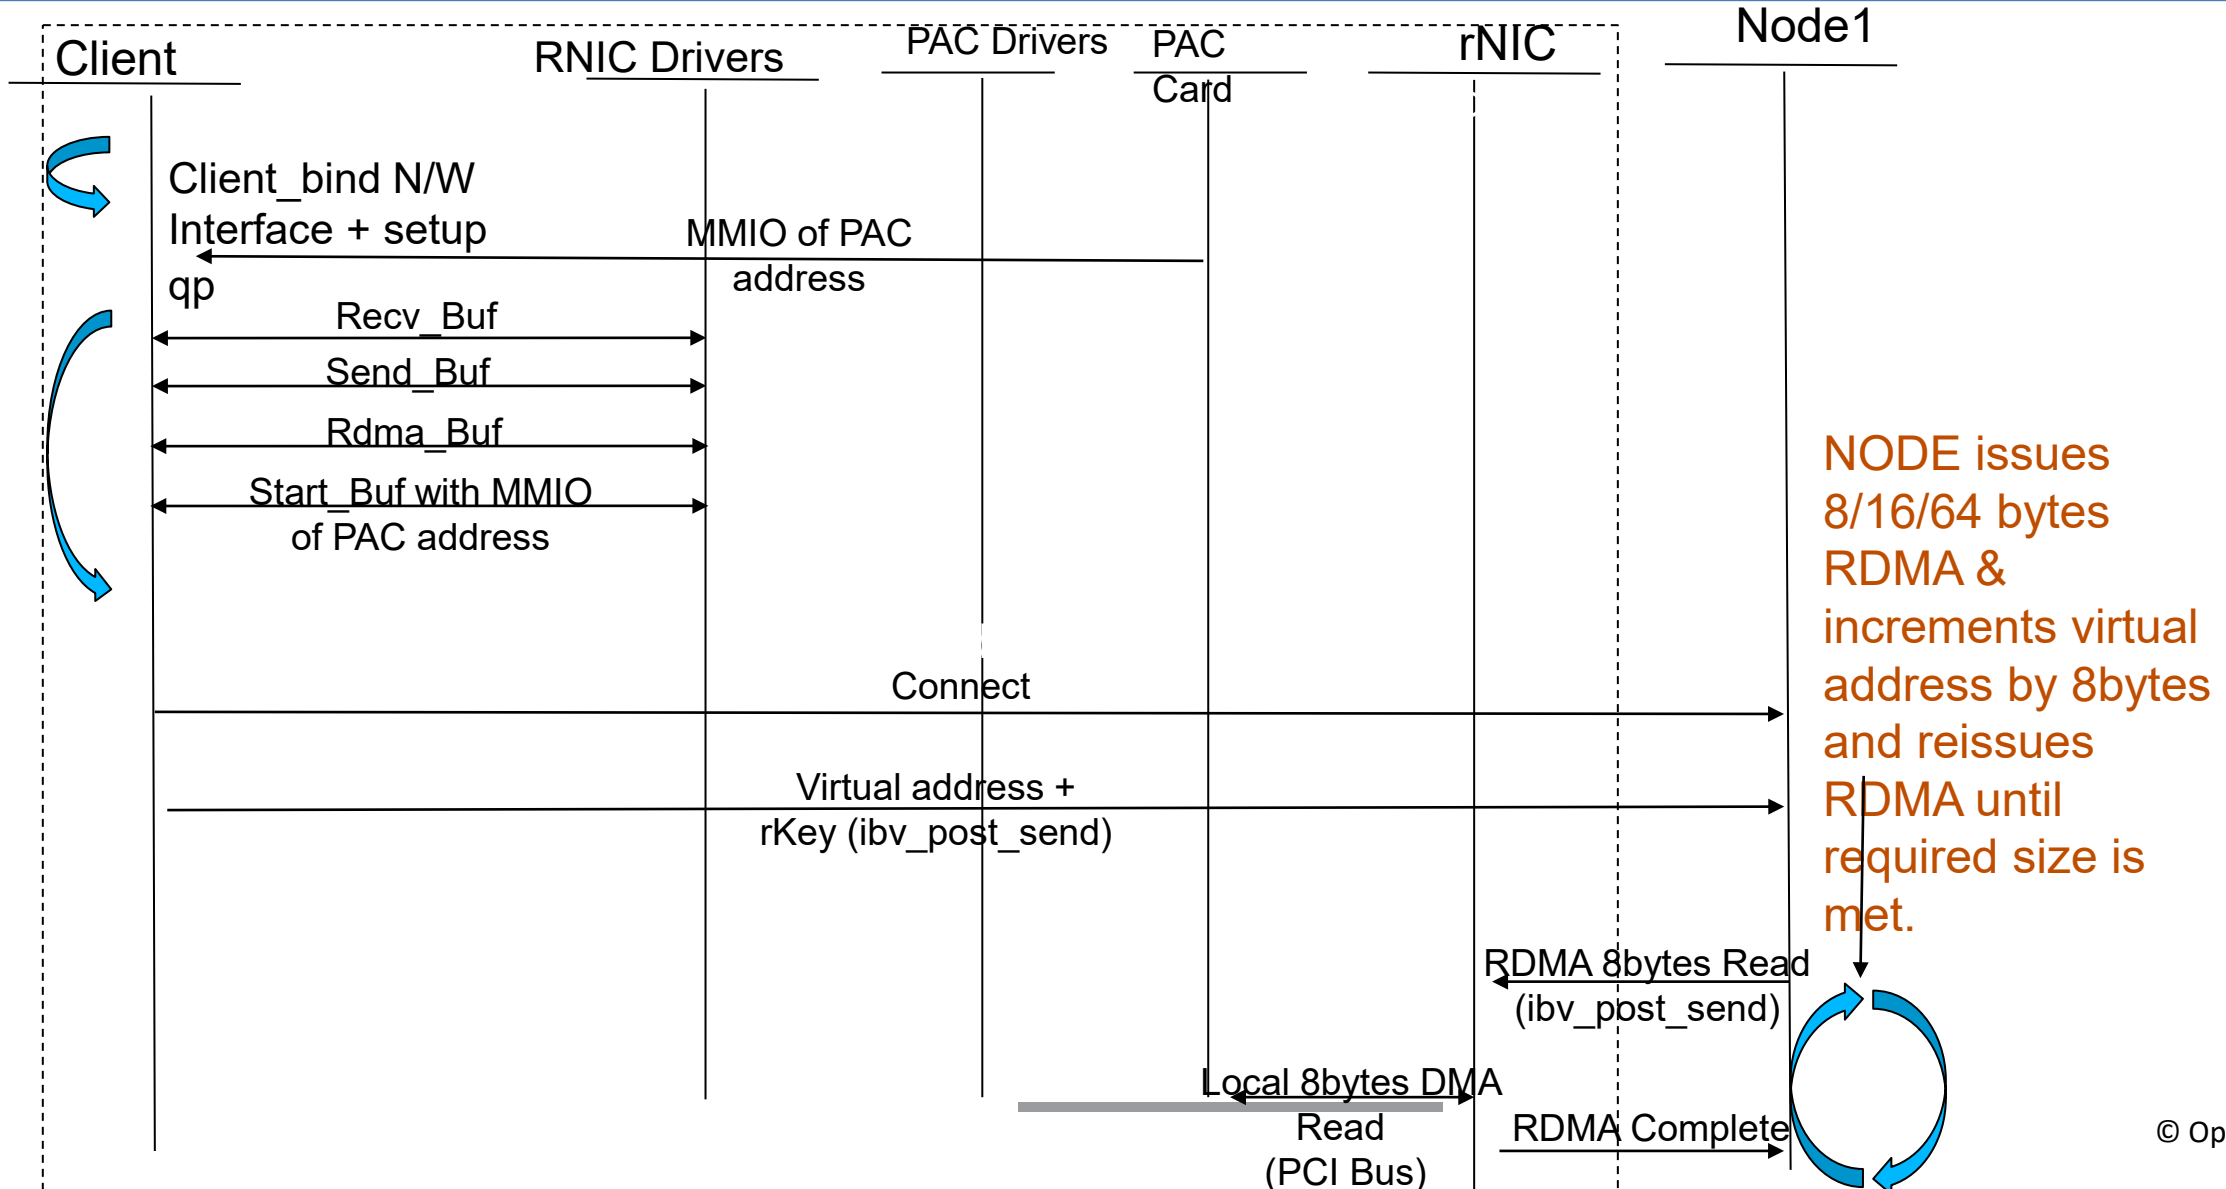 Client
RNIC Drivers
PAC Drivers
PAC
Card
rNIC
Node1
Client_bind N/W
Interface + setup
qp
MMIO of PAC
address
Recv_Buf
Send_Buf
Rdma_Buf
Start_Buf with MMIO
of PAC address
Connect
Virtual address +
rKey (ibv_post_send)
NODE issues
8/16/64 bytes
RDMA &
increments virtual
address by 8bytes
and reissues
RDMA until
required size is
met.
RDMA 8bytes Read
(ibv_post_send)
Local 8bytes DMA
Read
(PCI Bus)
RDMA Complete
© Op